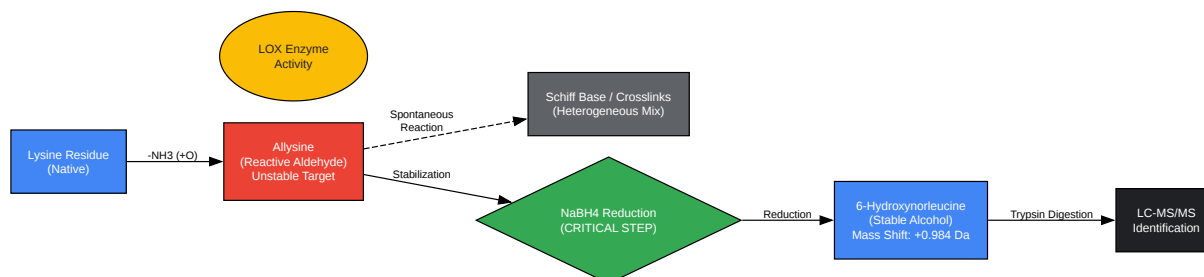 LOX Enzyme
Activity
Lysine Residue
(Native)
-NH3 (+O)
Allysine
(Reactive Aldehyde)
Unstable Target
Spontaneous
Reaction
Schiff Base / Crosslinks
(Heterogeneous Mix)
Stabilization
NaBH4 Reduction
(CRITICAL STEP)
Reduction
6-Hydroxynorleucine
(Stable Alcohol)
Mass Shift: +0.984 Da
Trypsin Digestion
LC-MS/MS
Identification